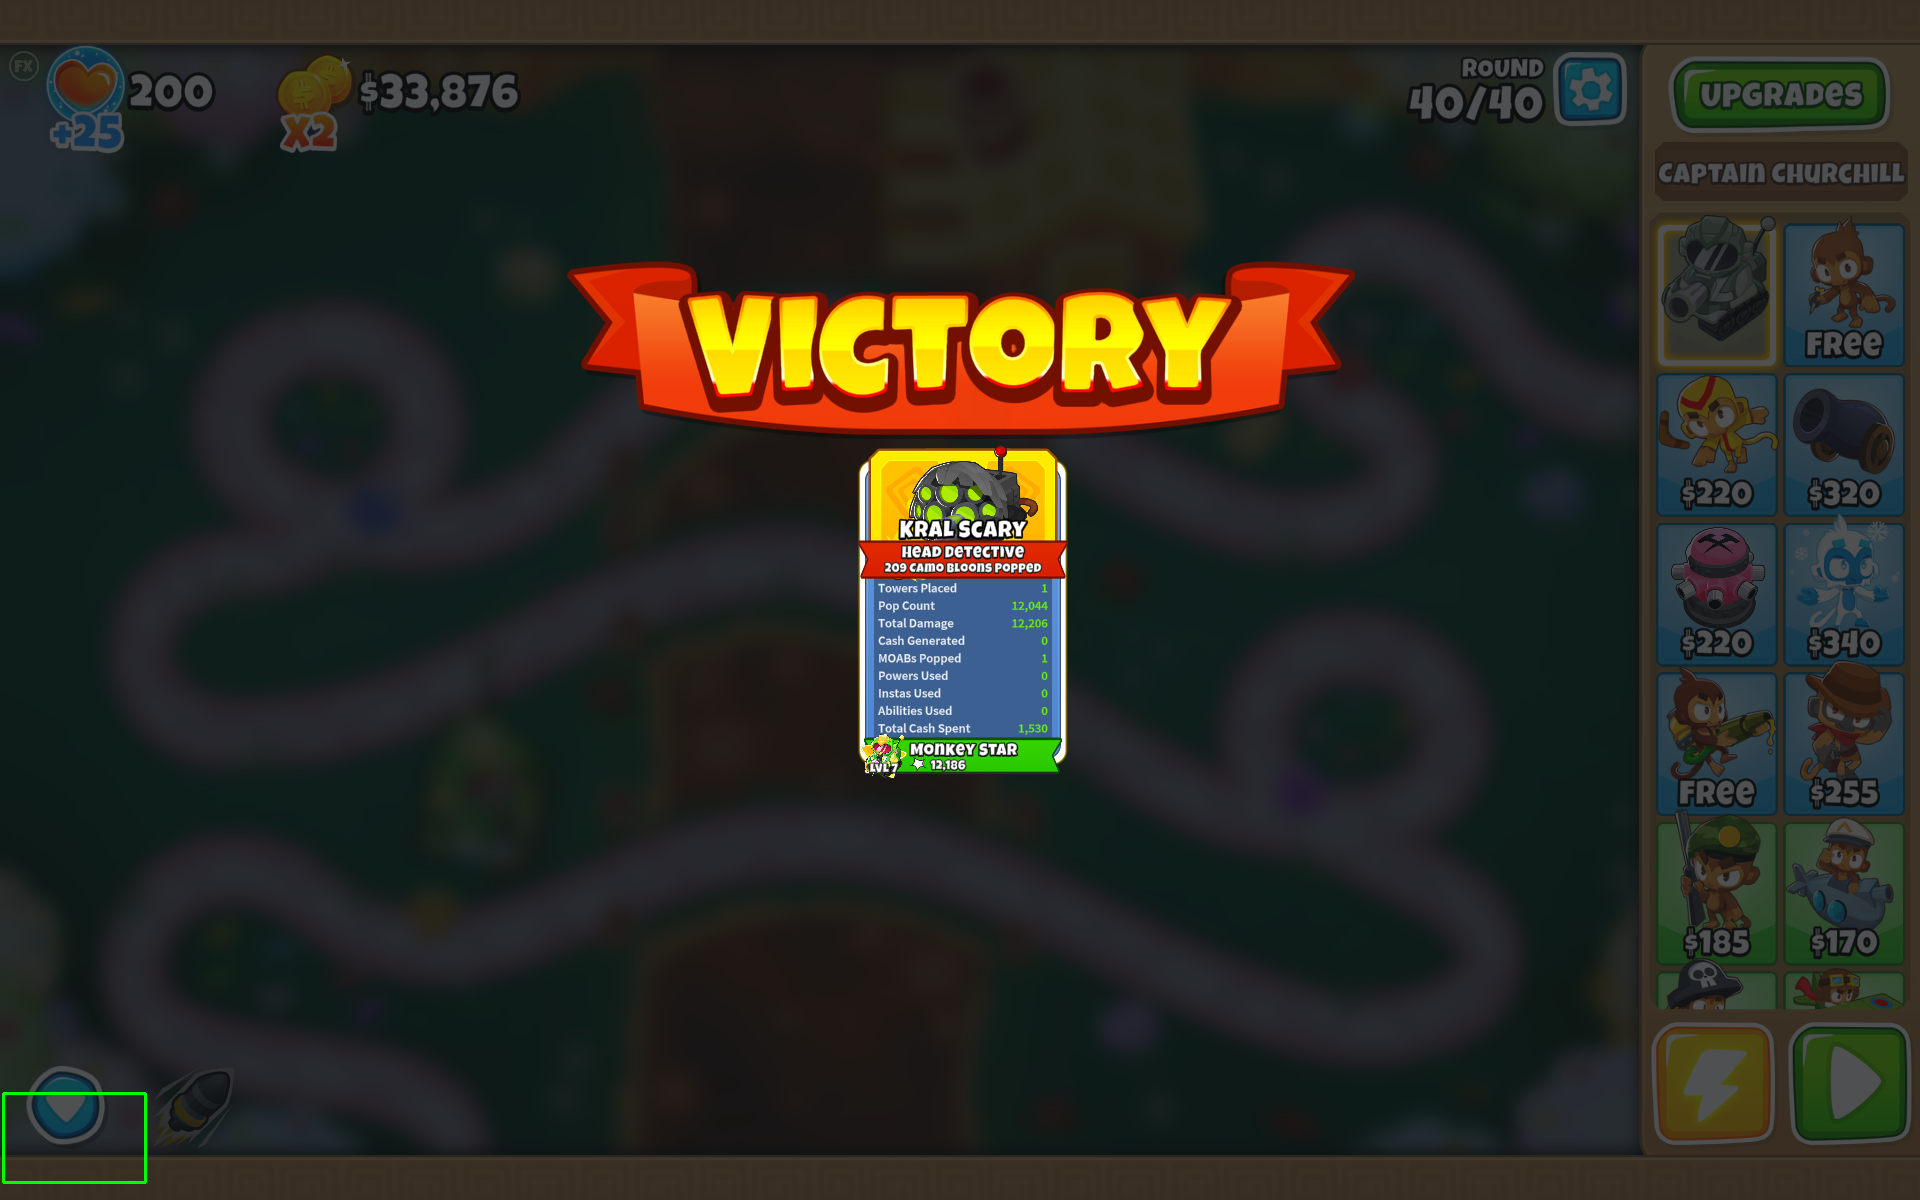 FX
200
+25
$33,876
X2
ROUND
40/40
UPGRADES
CAPTAIN CHURCHILL
FREE
$220
$320
$220
$340
FREE
$255
$185
$170
VICTORY
KRAL SCARY
HEAD DETECTIVE
209 CAMO BLOONS POPPED
Towers Placed 1
Pop Count 12,044
Total Damage 12,206
Cash Generated 0
MOABs Popped 1
Powers Used 0
Instas Used 0
Abilities Used 0
Total Cash Spent 1,530
LVL 7
MONKEY STAR
12,186